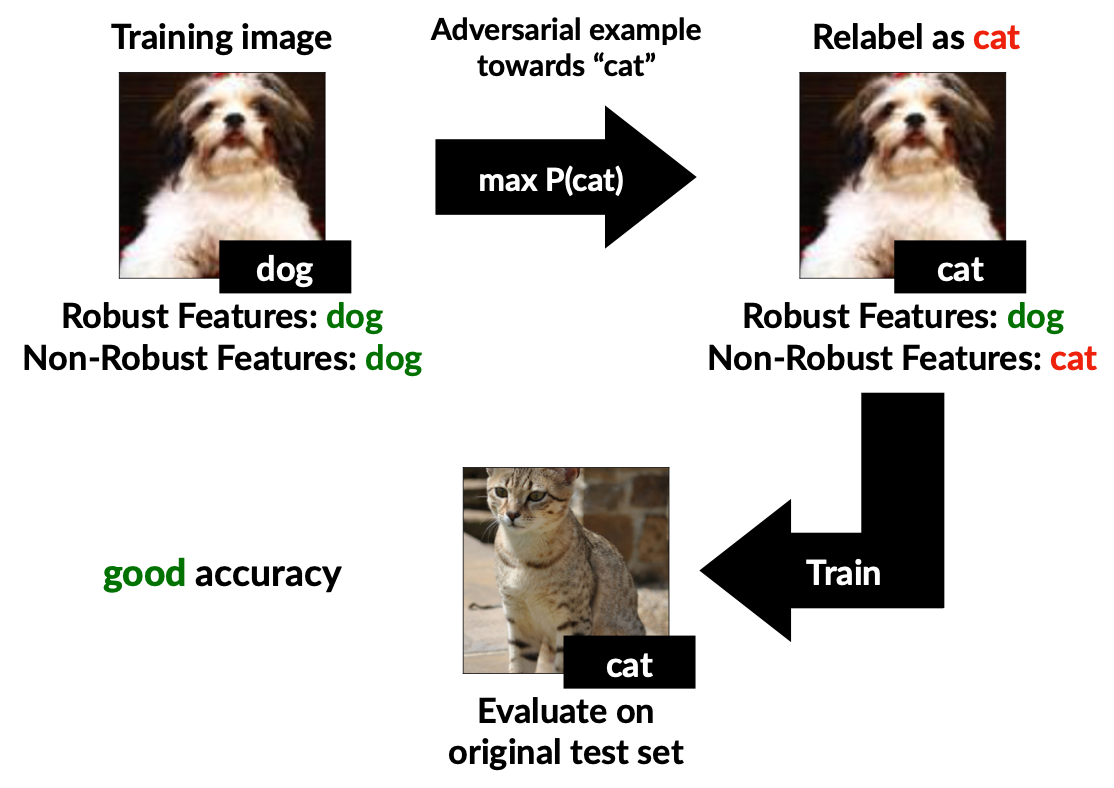 Training image
dog
Robust Features: dog
Non-Robust Features: dog
Adversarial example
towards “cat”
max P(cat)
Relabel as cat
cat
Robust Features: dog
Non-Robust Features: cat
Train
cat
Evaluate on
original test set
good accuracy